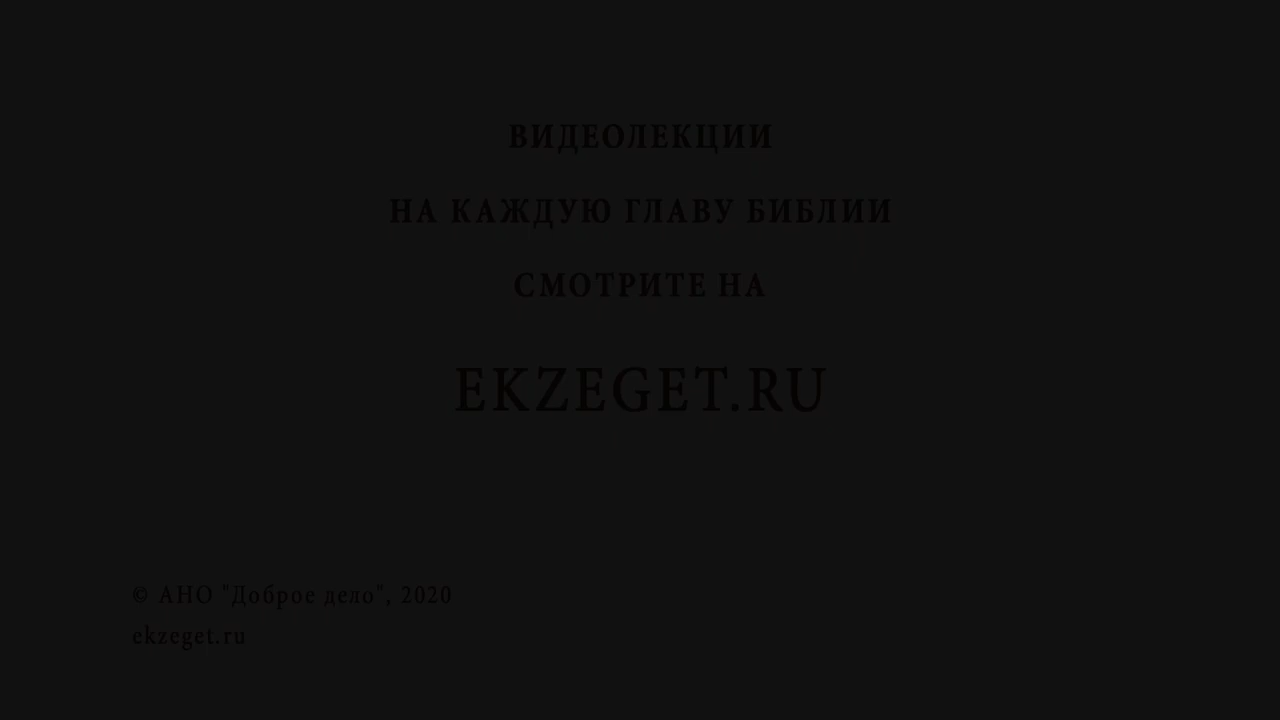 ВИДЕОЛЕКЦИИ
НА КАЖДУЮ ГЛАВУ БИБЛИИ
СМОТРИТЕ НА
EKZEGET.RU
© АНО "Доброе дело", 2020
ekzeget.ru